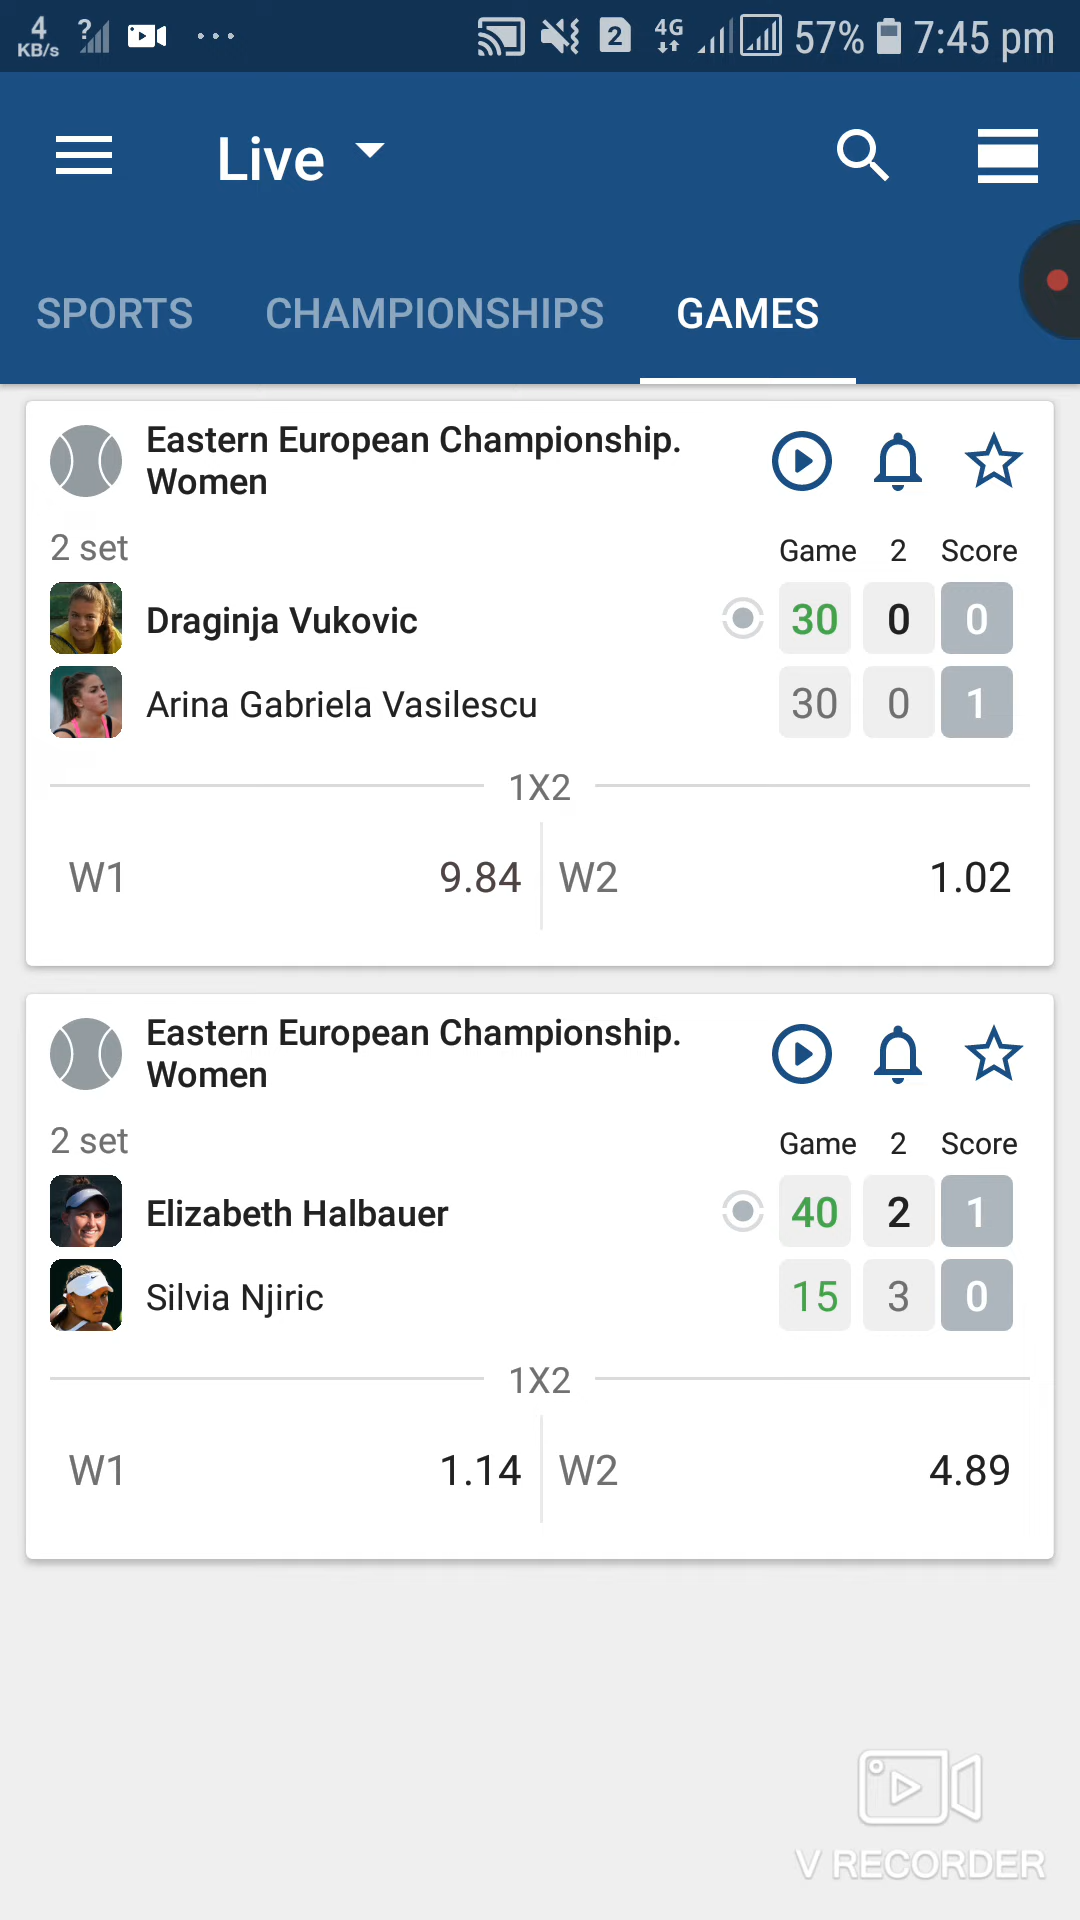 4
KB/s
?
2
4G
57%
7:45 pm
Live
SPORTS
CHAMPIONSHIPS
GAMES
Eastern European Championship.
Women
2 set
Game 2 Score
Draginja Vukovic 30 0 0
Arina Gabriela Vasilescu 30 0 1
1X2
W1 9.84 W2 1.02
Eastern European Championship.
Women
2 set
Game 2 Score
Elizabeth Halbauer 40 2 1
Silvia Njiric 15 3 0
1X2
W1 1.14 W2 4.89
V RECORDER